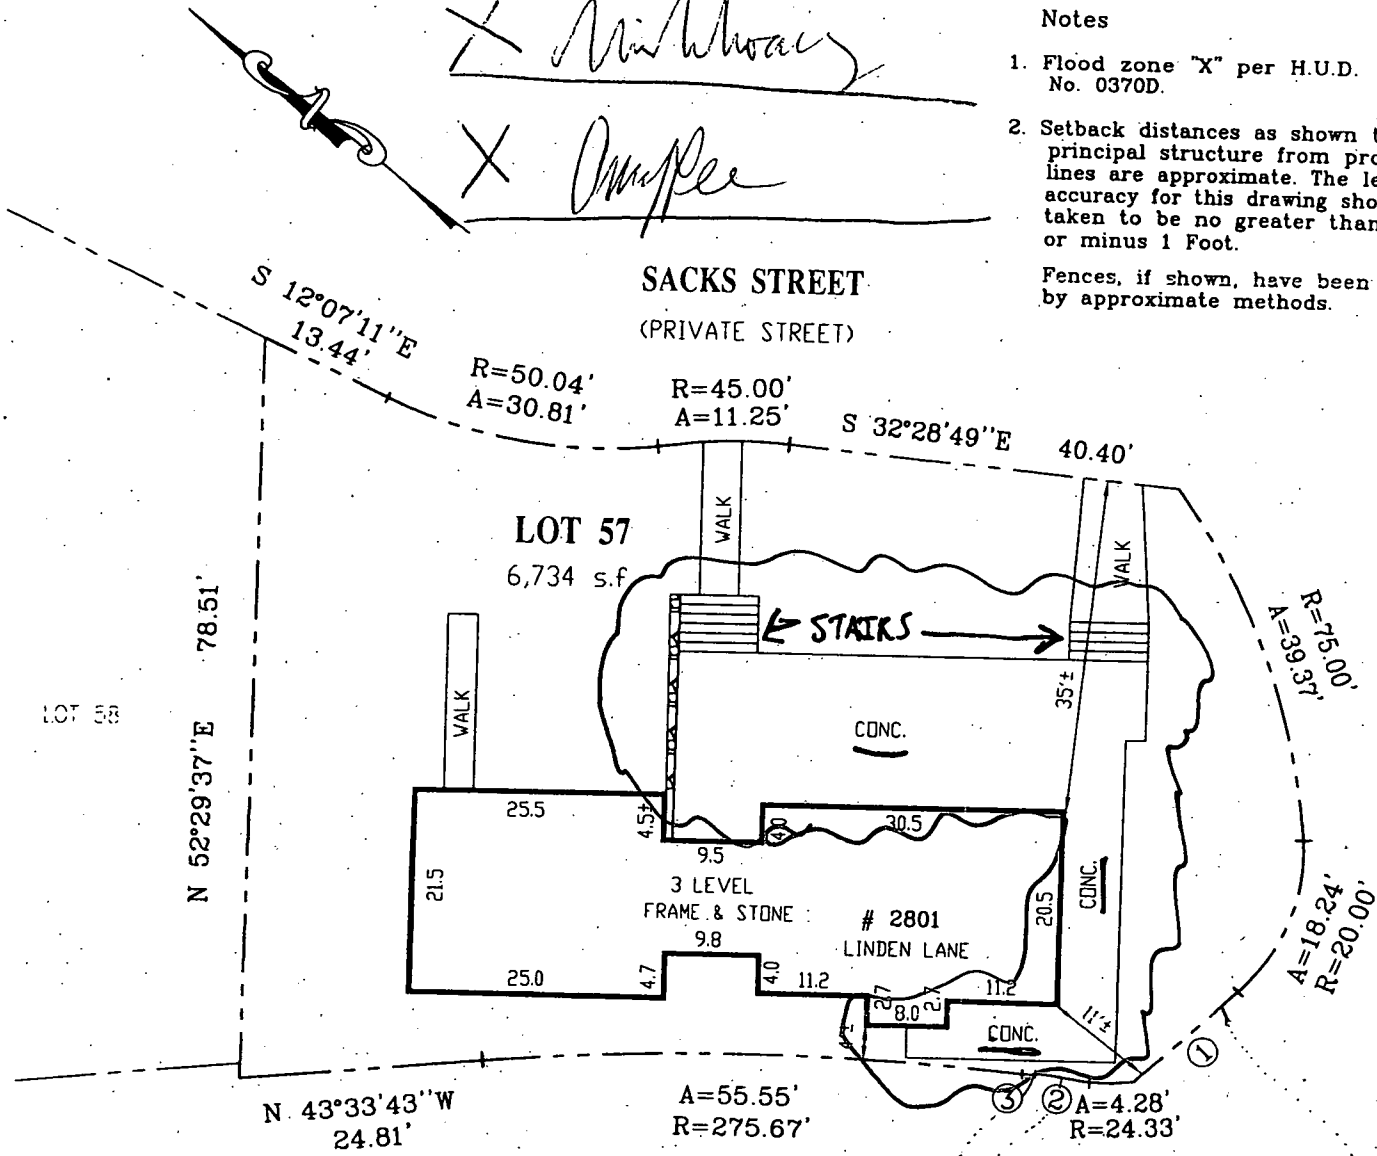 X
X
Notes
1. Flood zone "X" per H.U.D.
No. 0370D.
2. Setback distances as shown
principal structure from
lines are approximate. The
accuracy for this drawing
taken to be no greater than
or minus 1 Foot.
Fences, if shown, have been
by approximate methods.
SACKS STREET
(PRIVATE STREET)
S 12°07'11"E
13.44'
R=50.04'
A=30.81'
R=45.00'
A=11.25'
S 32°28'49"E 40.40'
LOT 57
6,734 s.f
WALK
WALK
WALK
STAIRS
R=75.00'
A=39.37'
N 52°29'37"E 78.51'
LOT 58
CONC.
35'±
25.5
4.5±
4.0
30.5
9.5
21.5
3 LEVEL
FRAME & STONE
# 2801
LINDEN LANE
20.5
CONC.
9.8
25.0
4.7
4.0
11.2
2.7
2.7
8.0
11.2
CONC.
11'±
A=18.24'
R=20.00'
1
3
2
A=4.28'
R=24.33'
N 43°33'43"W
24.81'
A=55.55'
R=275.67'